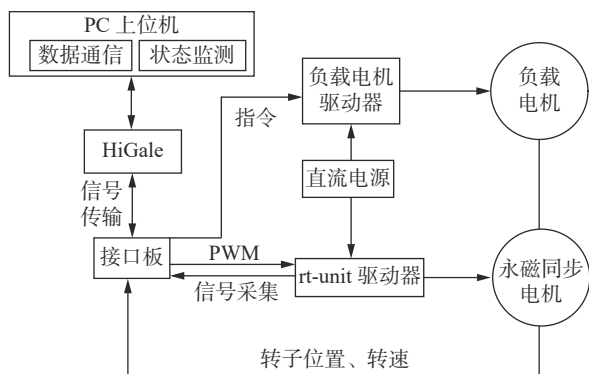 PC 上位机
数据通信
状态监测
负载电机
驱动器
负载
电机
指令
HiGale
直流电源
信号
传输
接口板
PWM
信号采集
rt-unit 驱动器
永磁同步
电机
转子位置、转速